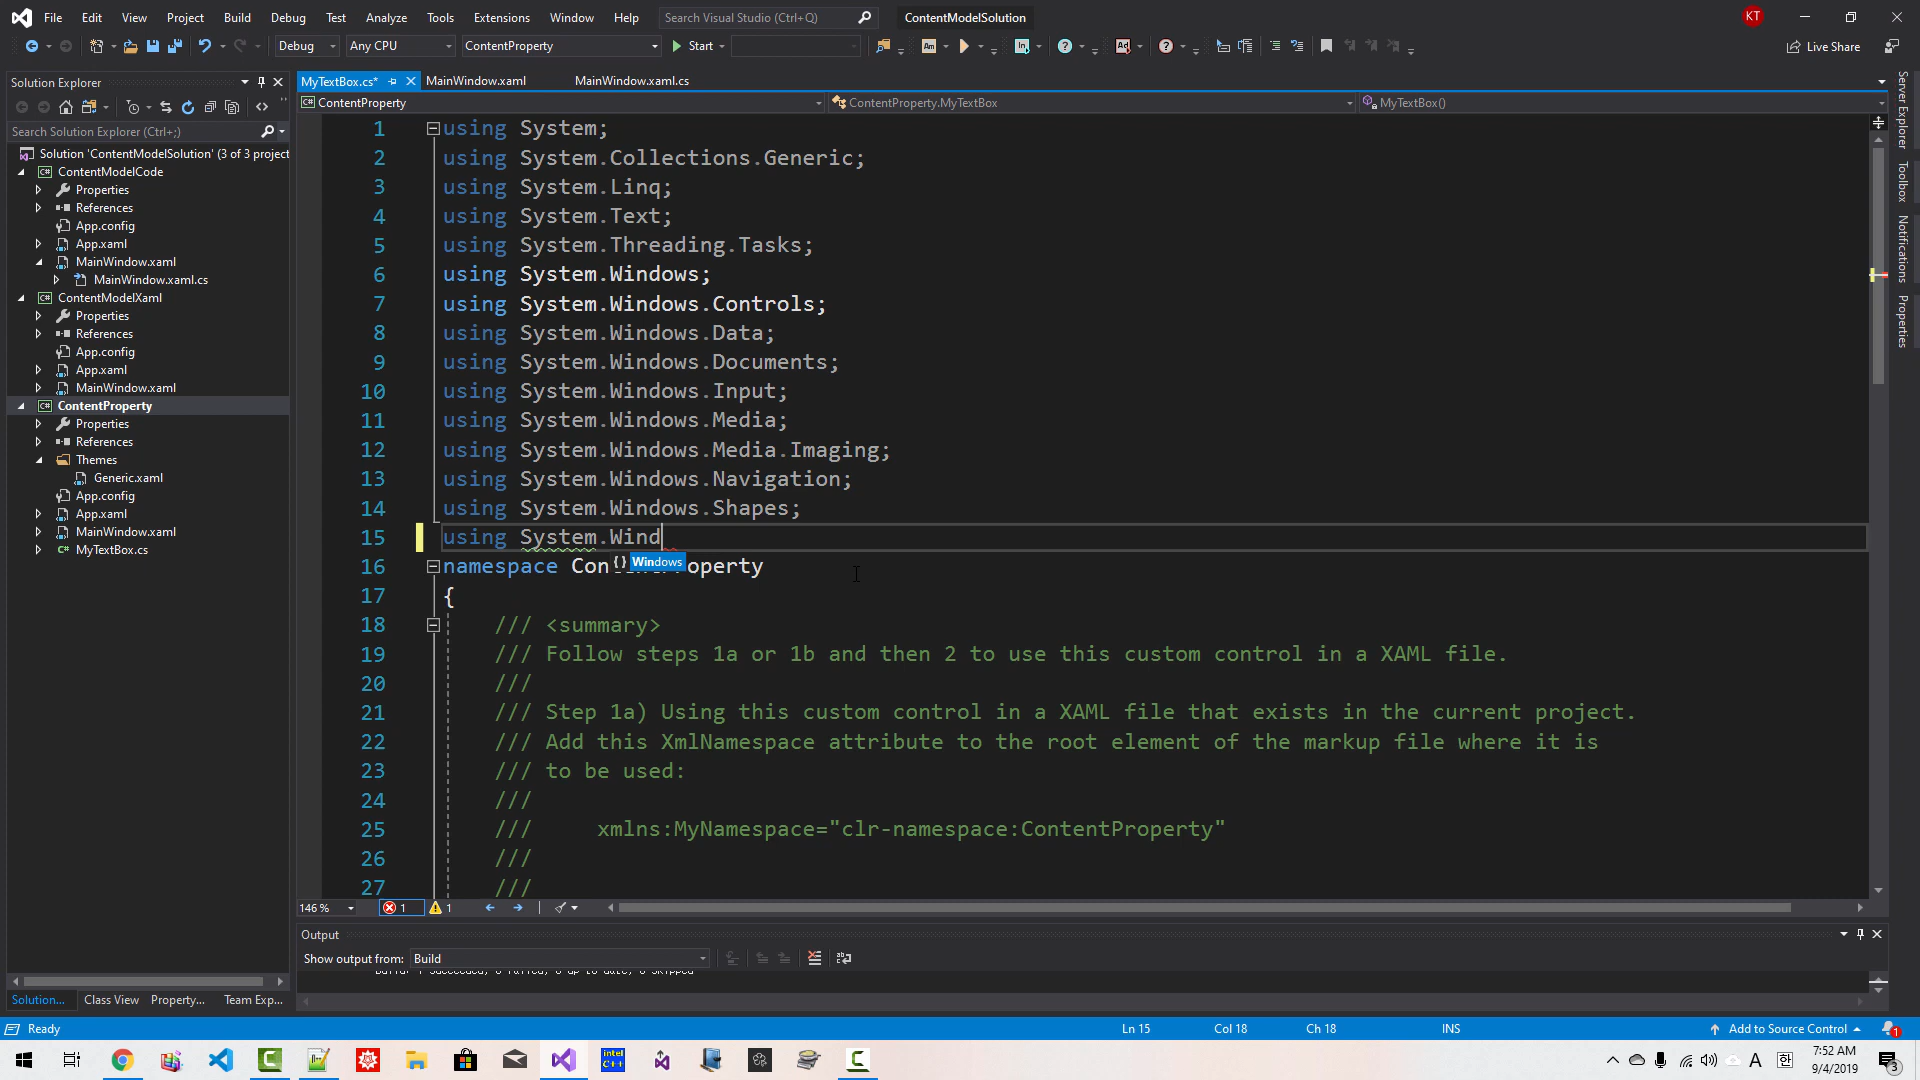 File Edit View Project Build Debug Test Analyze Tools Extensions Window Help Search Visual Studio (Ctrl+Q) ContentModelSolution KT
Debug Any CPU ContentProperty Start Live Share
Solution Explorer
Search Solution Explorer (Ctrl+;)
Solution 'ContentModelSolution' (3 of 3 project
ContentModelCode
Properties
References
App.config
App.xaml
MainWindow.xaml
MainWindow.xaml.cs
ContentModelXaml
Properties
References
App.config
App.xaml
MainWindow.xaml
ContentProperty
Properties
References
Themes
Generic.xaml
App.config
App.xaml
MainWindow.xaml
MyTextBox.cs
Solution... Class View Property... Team Exp...
MyTextBox.cs* MainWindow.xaml MainWindow.xaml.cs
ContentProperty ContentProperty.MyTextBox MyTextBox()
1 using System;
2 using System.Collections.Generic;
3 using System.Linq;
4 using System.Text;
5 using System.Threading.Tasks;
6 using System.Windows;
7 using System.Windows.Controls;
8 using System.Windows.Data;
9 using System.Windows.Documents;
10 using System.Windows.Input;
11 using System.Windows.Media;
12 using System.Windows.Media.Imaging;
13 using System.Windows.Navigation;
14 using System.Windows.Shapes;
15 using System.Wind
{} Windows
16 namespace ContentProperty
17 {
18 /// <summary>
19 /// Follow steps 1a or 1b and then 2 to use this custom control in a XAML file.
20 ///
21 /// Step 1a) Using this custom control in a XAML file that exists in the current project.
22 /// Add this XmlNamespace attribute to the root element of the markup file where it is
23 /// to be used:
24 ///
25 /// xmlns:MyNamespace="clr-namespace:ContentProperty"
26 ///
27 ///
146 % 1 1
Output
Show output from: Build
Server Explorer
Toolbox
Notifications
Properties
Ready Ln 15 Col 18 Ch 18 INS Add to Source Control 1
intel C++
A 한 7:52 AM
9/4/2019 3